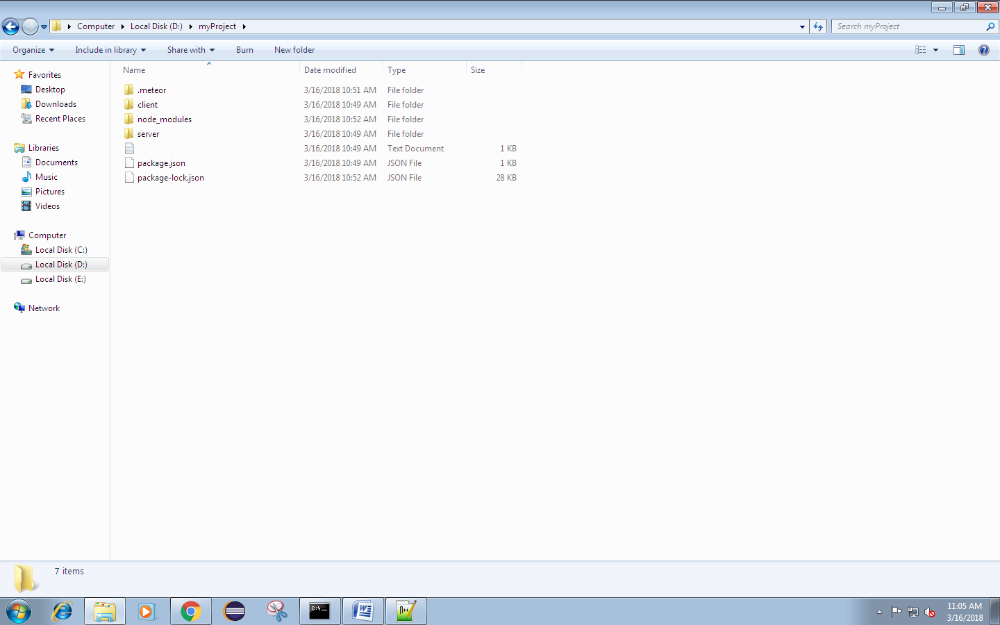 Computer Local Disk (D:) myProject
Search myProject
Organize Include in library Share with Burn New folder
Favorites
Desktop
Downloads
Recent Places
Libraries
Documents
Music
Pictures
Videos
Computer
Local Disk (C:)
Local Disk (D:)
Local Disk (E:)
Network
Name Date modified Type Size
.meteor 3/16/2018 10:51 AM File folder
client 3/16/2018 10:49 AM File folder
node_modules 3/16/2018 10:52 AM File folder
server 3/16/2018 10:49 AM File folder
3/16/2018 10:49 AM Text Document 1 KB
package.json 3/16/2018 10:49 AM JSON File 1 KB
package-lock.json 3/16/2018 10:52 AM JSON File 28 KB
7 items
C:\_
11:05 AM
3/16/2018